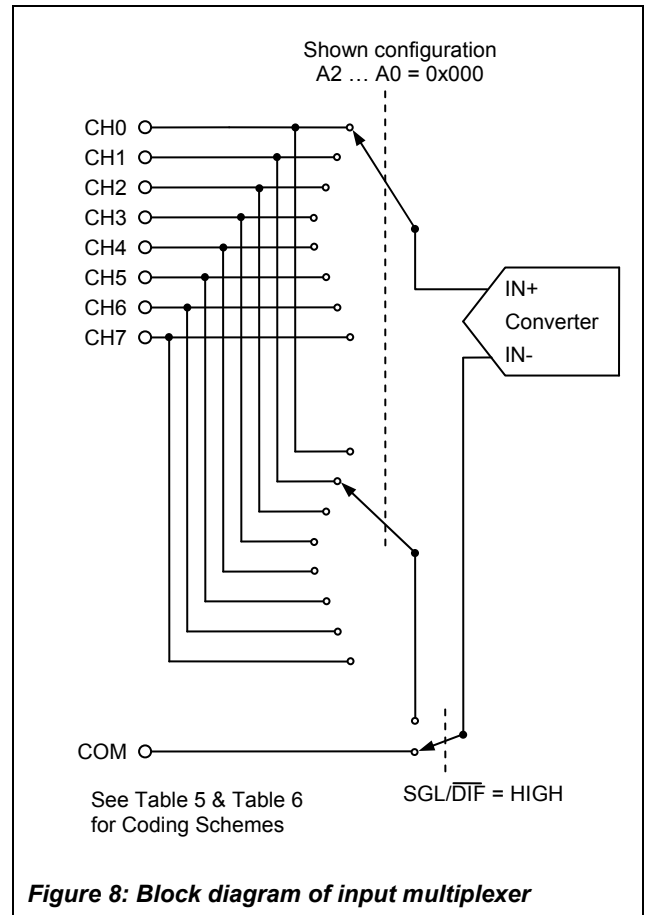 Shown configuration
A2 … A0 = 0x000
CH0
CH1
CH2
CH3
CH4
CH5
CH6
CH7
IN+
Converter
IN-
COM
SGL/D̅I̅F̅ = HIGH
See Table 5 & Table 6
for Coding Schemes
Figure 8: Block diagram of input multiplexer